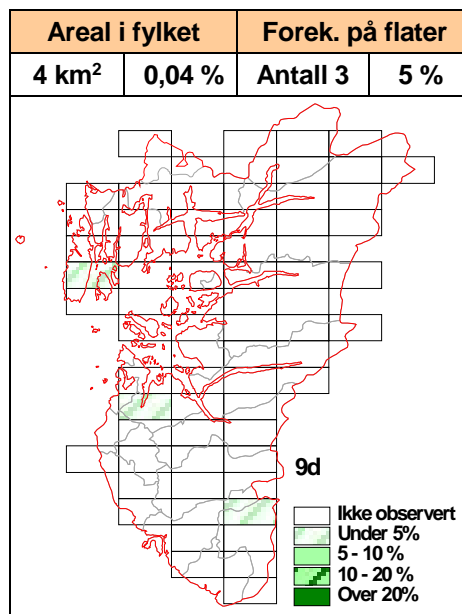 Areal i fylket Forek. på flater
4 km² 0,04 % Antall 3 5 %
9d
Ikke observert
Under 5%
5 - 10 %
10 - 20 %
Over 20%